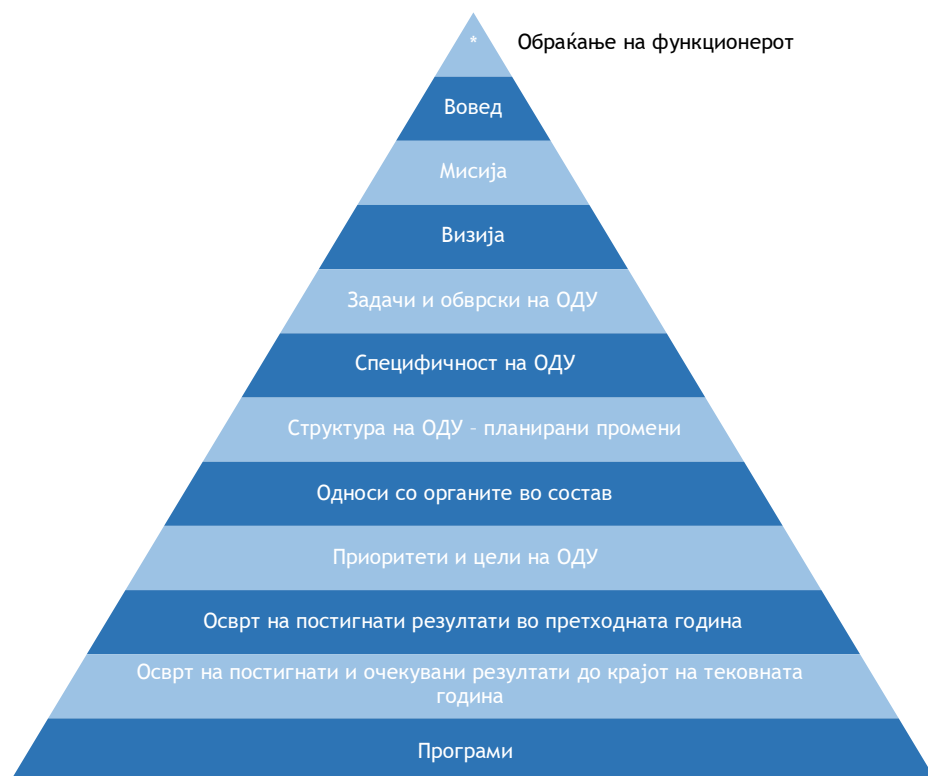 * Обраќање на функционерот
Вовед
Мисија
Визија
Задачи и обврски на ОДУ
Специфичност на ОДУ
Структура на ОДУ - планирани промени
Односи со органите во состав
Приоритети и цели на ОДУ
Осврт на постигнати резултати во претходната година
Осврт на постигнати и очекувани резултати до крајот на тековната
година
Програми